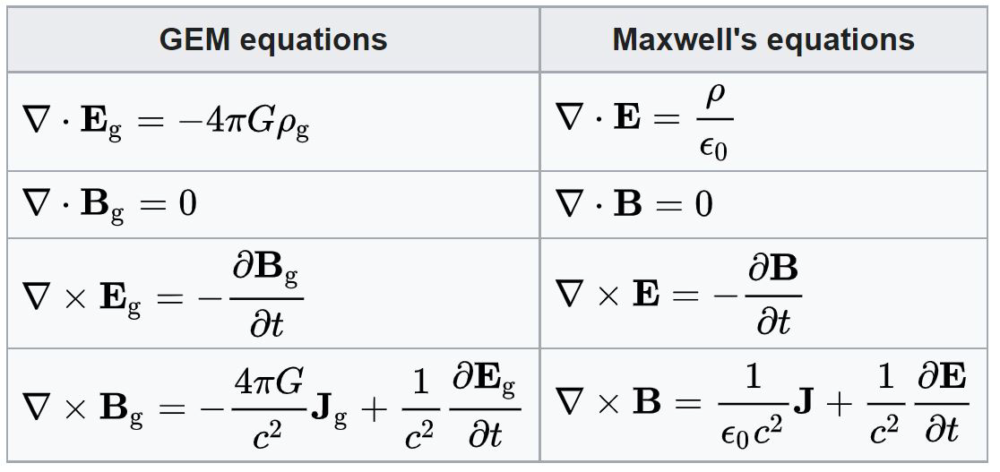 GEM equations Maxwell's equations
∇ · E_g = −4πGρ_g ∇ · E = ρ/ϵ₀
∇ · B_g = 0 ∇ · B = 0
∇ × E_g = −∂B_g/∂t ∇ × E = −∂B/∂t
∇ × B_g = −4πG/c² J_g + 1/c² ∂E_g/∂t ∇ × B = 1/ϵ₀c² J + 1/c² ∂E/∂t